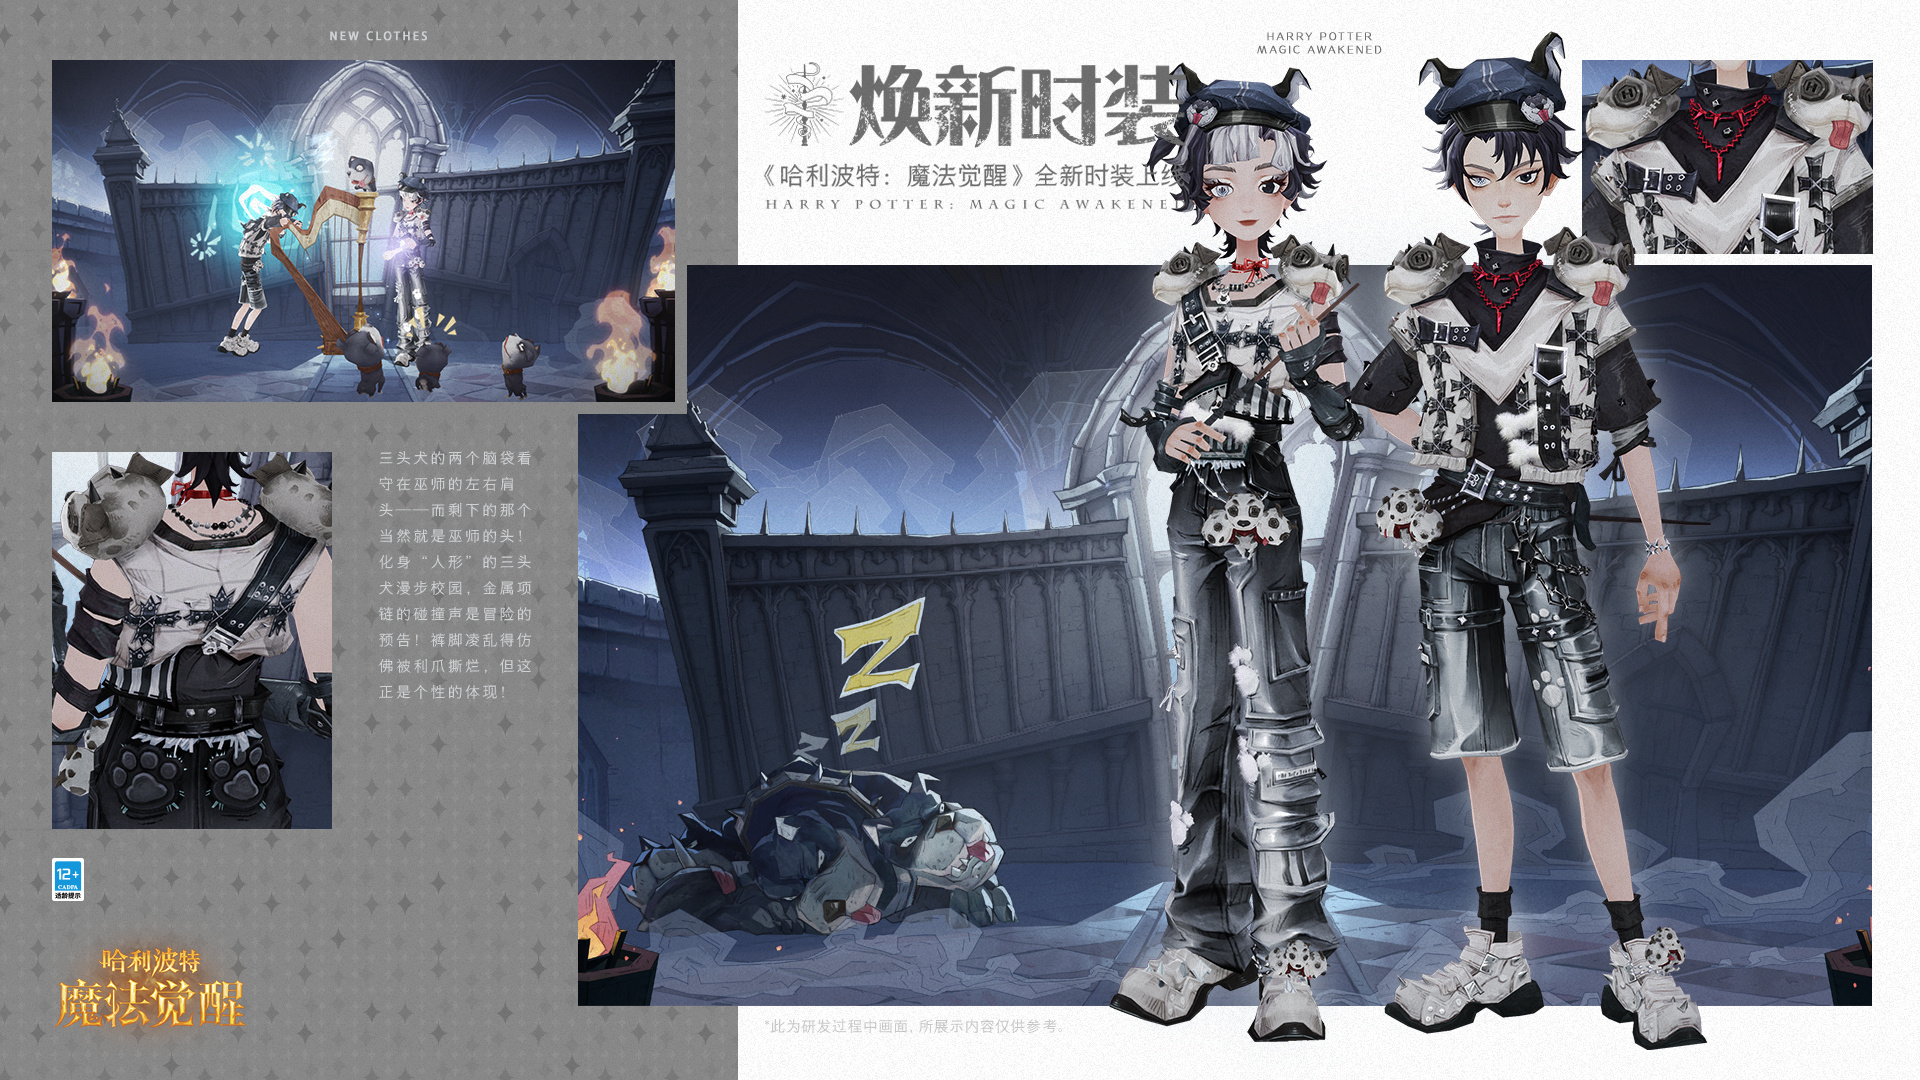 NEW CLOTHES
HARRY POTTER
MAGIC AWAKENED
焕新时装
《哈利波特：魔法觉醒》全新时装上线
HARRY POTTER: MAGIC AWAKENE
三头犬的两个脑袋看
守在巫师的左右肩
头——而剩下的那个
当然就是巫师的头！
化身“人形”的三头
犬漫步校园，金属项
链的碰撞声是冒险的
预告！裤脚凌乱得仿
佛被利爪撕烂，但这
正是个性的体现！
Z
Z
Z
12+
CADPA
适龄提示
哈利波特
魔法觉醒
*此为研发过程中画面, 所展示内容仅供参考。